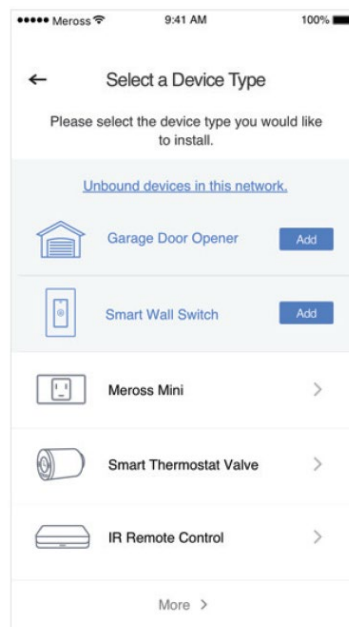 Meross 9:41 AM 100%
Select a Device Type
Please select the device type you would like
to install.
Unbound devices in this network.
Garage Door Opener Add
Smart Wall Switch Add
Meross Mini
Smart Thermostat Valve
IR Remote Control
More